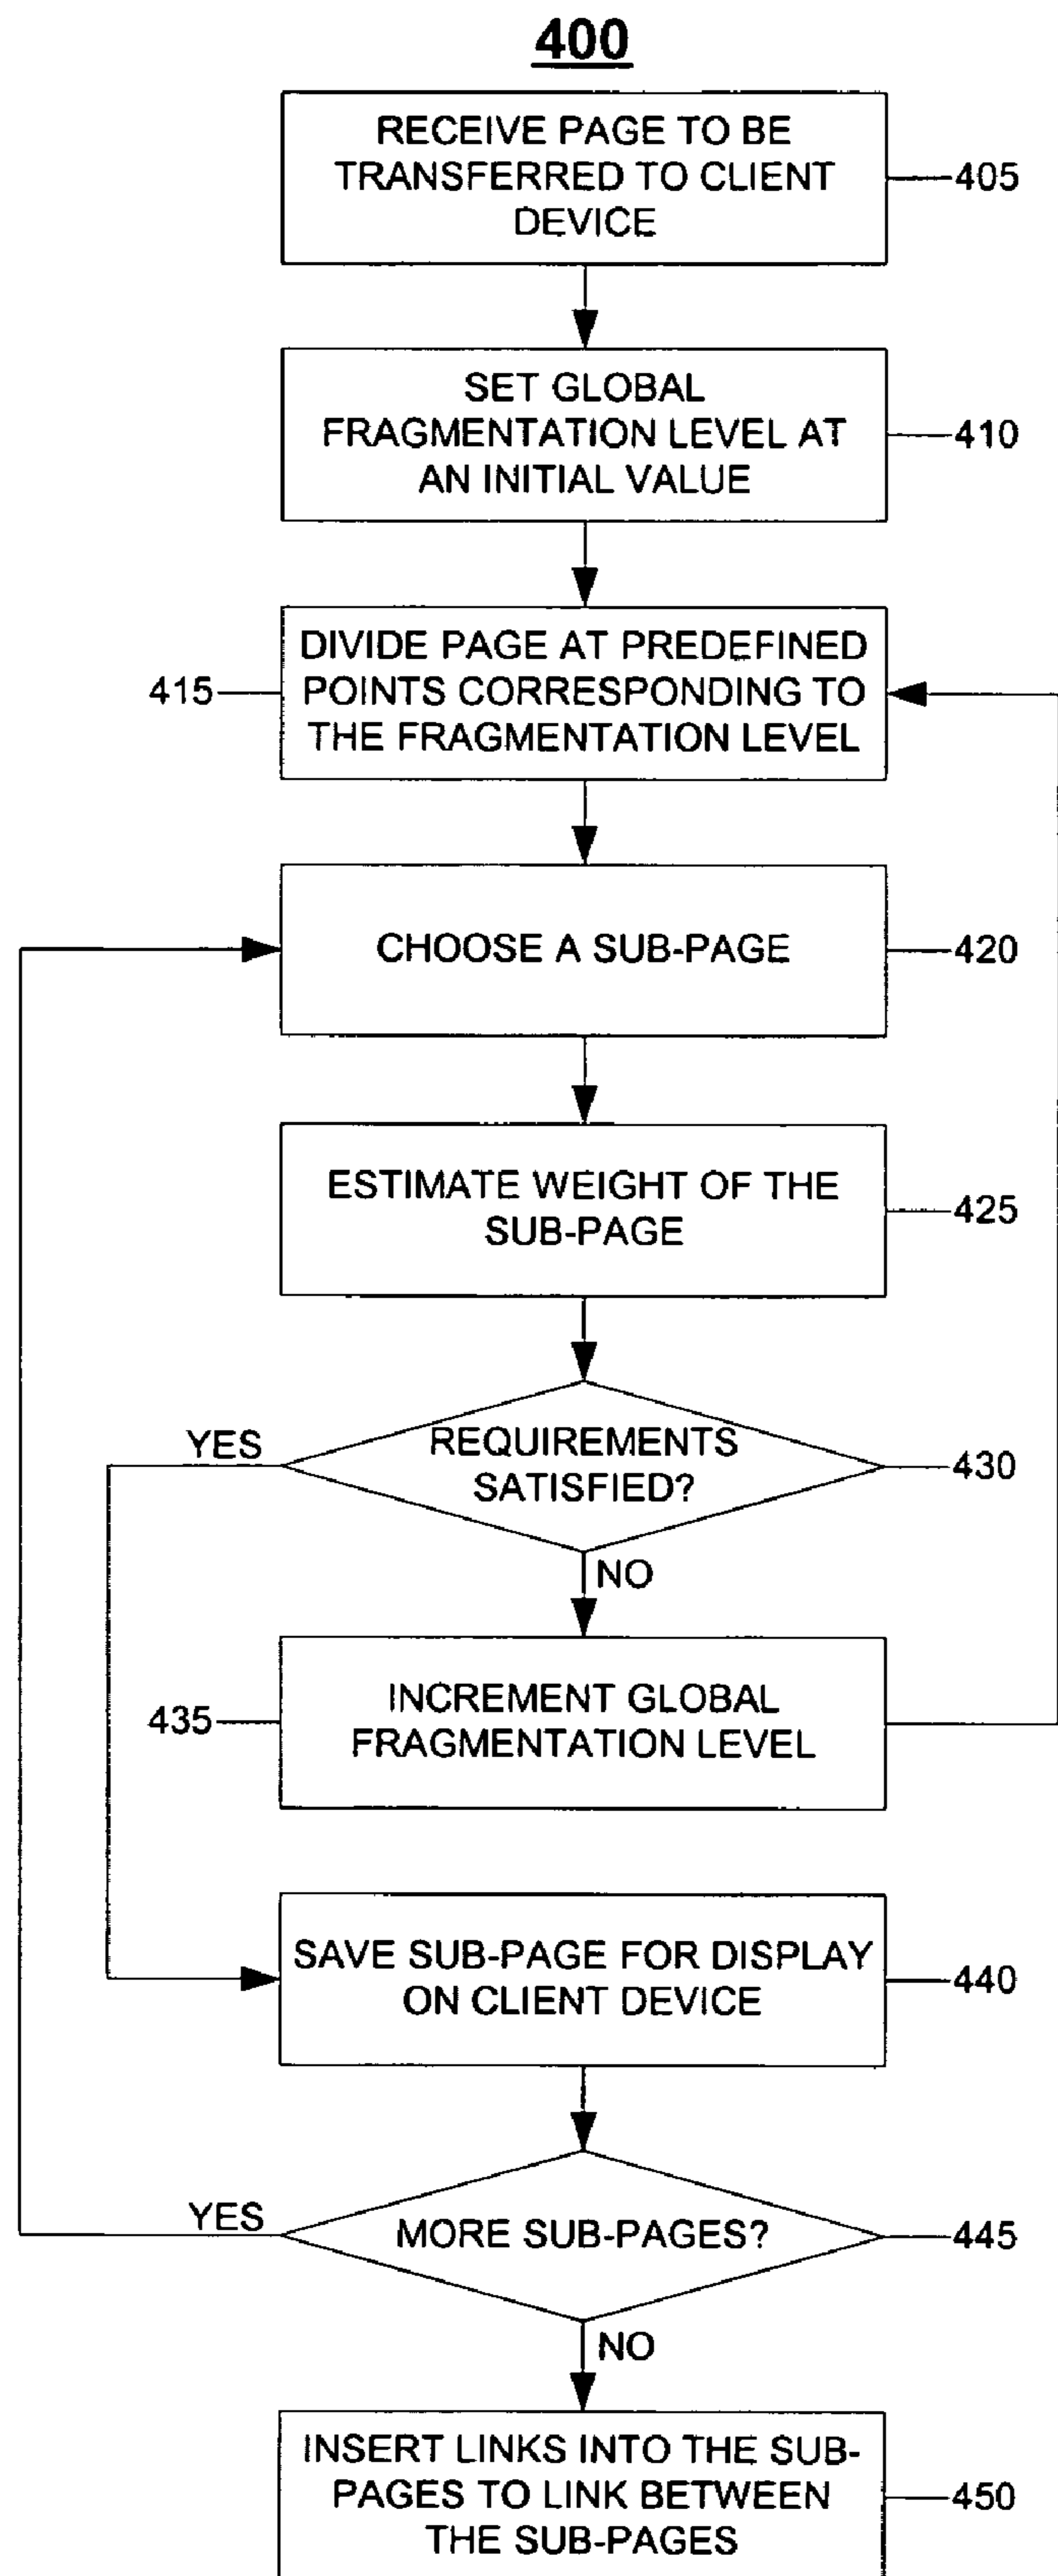 400
RECEIVE PAGE TO BE
TRANSFERRED TO CLIENT
DEVICE
405
SET GLOBAL
FRAGMENTATION LEVEL AT
AN INITIAL VALUE
410
DIVIDE PAGE AT PREDEFINED
POINTS CORRESPONDING TO
THE FRAGMENTATION LEVEL
415
CHOOSE A SUB-PAGE
420
ESTIMATE WEIGHT OF THE
SUB-PAGE
425
REQUIREMENTS
SATISFIED?
430
YES
NO
INCREMENT GLOBAL
FRAGMENTATION LEVEL
435
SAVE SUB-PAGE FOR DISPLAY
ON CLIENT DEVICE
440
MORE SUB-PAGES?
445
YES
NO
INSERT LINKS INTO THE SUB-
PAGES TO LINK BETWEEN
THE SUB-PAGES
450